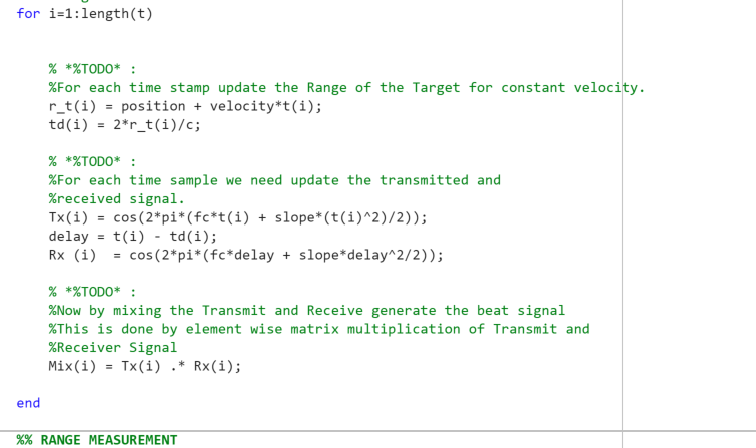 for i=1:length(t)
% *%TODO* :
%For each time stamp update the Range of the Target for constant velocity.
r_t(i) = position + velocity*t(i);
td(i) = 2*r_t(i)/c;
% *%TODO* :
%For each time sample we need update the transmitted and
%received signal.
Tx(i) = cos(2*pi*(fc*t(i) + slope*(t(i)^2)/2));
delay = t(i) - td(i);
Rx (i)  = cos(2*pi*(fc*delay + slope*delay^2/2));
% *%TODO* :
%Now by mixing the Transmit and Receive generate the beat signal
%This is done by element wise matrix multiplication of Transmit and
%Receiver Signal
Mix(i) = Tx(i) .* Rx(i);
end
%% RANGE MEASUREMENT